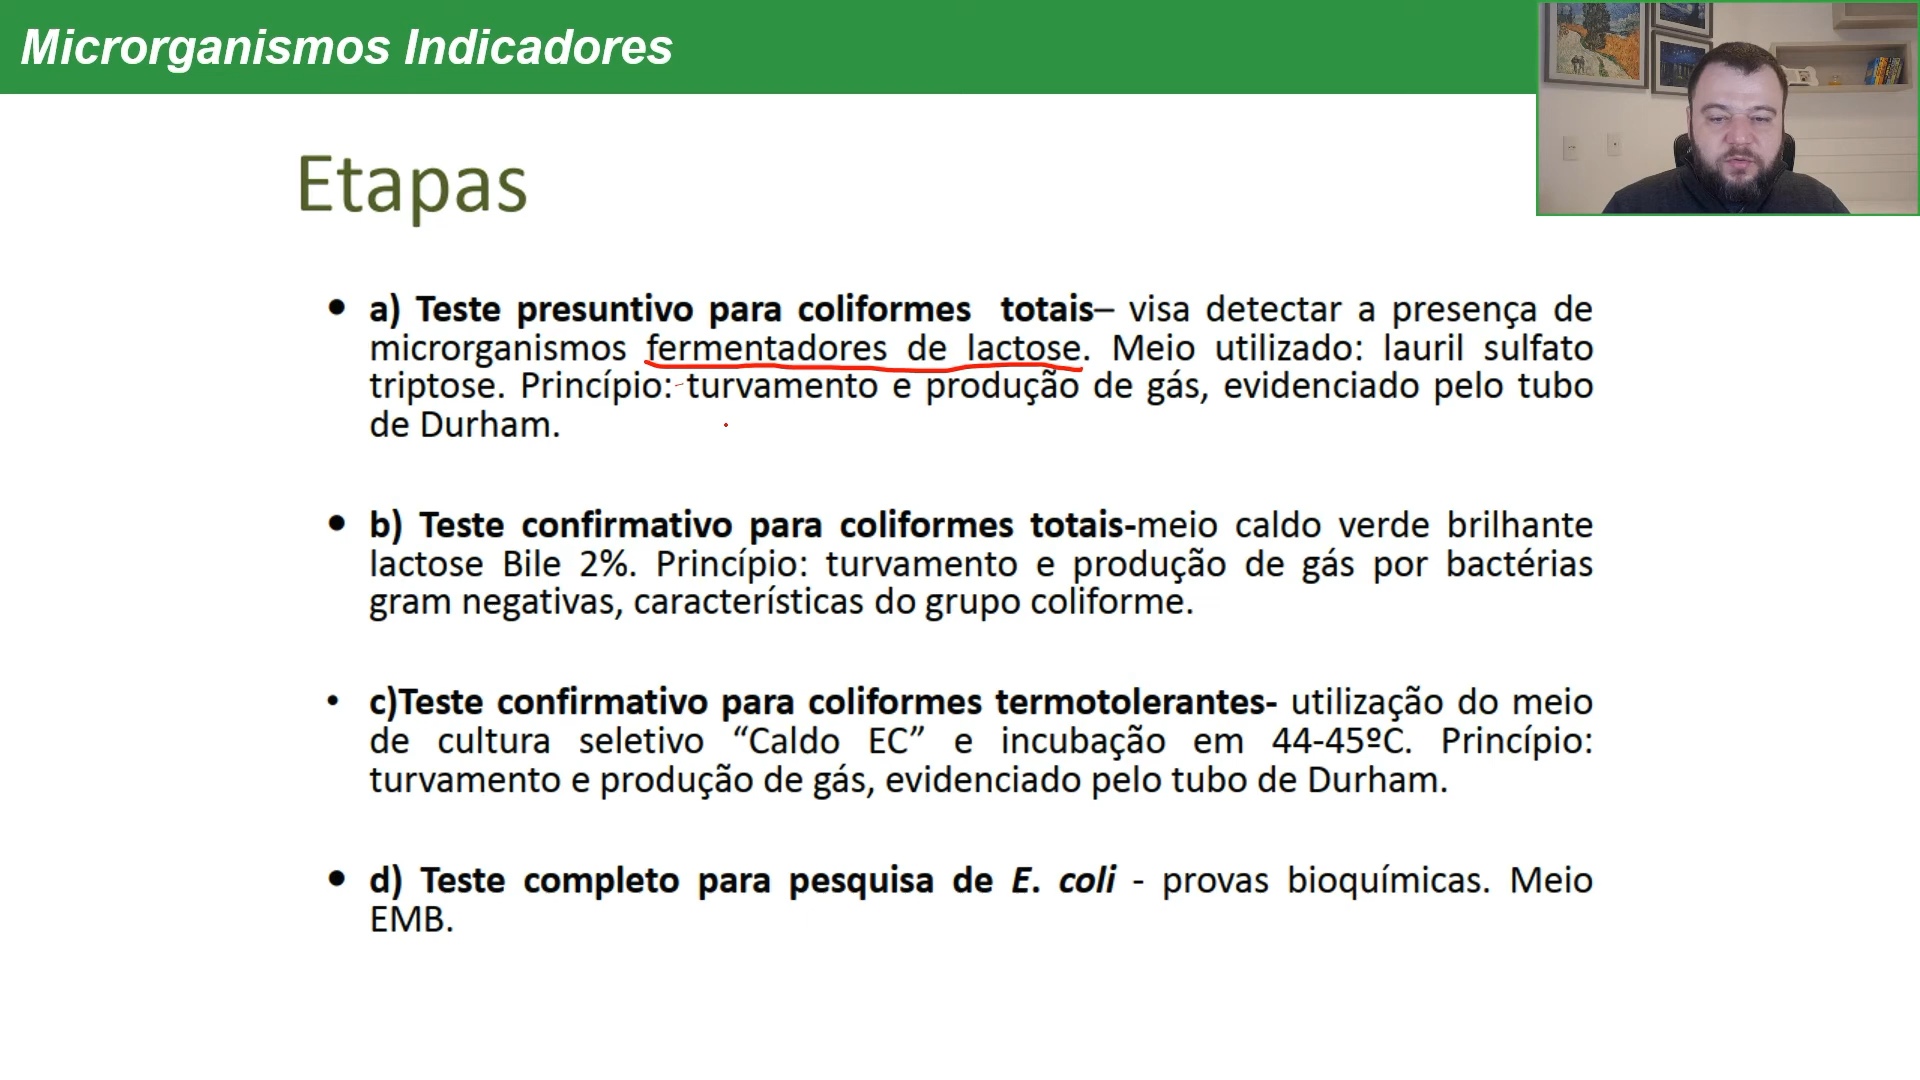 Microrganismos Indicadores
Etapas
• a) Teste presuntivo para coliformes totais– visa detectar a presença de
microrganismos fermentadores de lactose. Meio utilizado: lauril sulfato
triptose. Princípio: turvamento e produção de gás, evidenciado pelo tubo
de Durham.
• b) Teste confirmativo para coliformes totais-meio caldo verde brilhante
lactose Bile 2%. Princípio: turvamento e produção de gás por bactérias
gram negativas, características do grupo coliforme.
• c)Teste confirmativo para coliformes termotolerantes- utilização do meio
de cultura seletivo “Caldo EC” e incubação em 44-45ºC. Princípio:
turvamento e produção de gás, evidenciado pelo tubo de Durham.
• d) Teste completo para pesquisa de E. coli - provas bioquímicas. Meio
EMB.